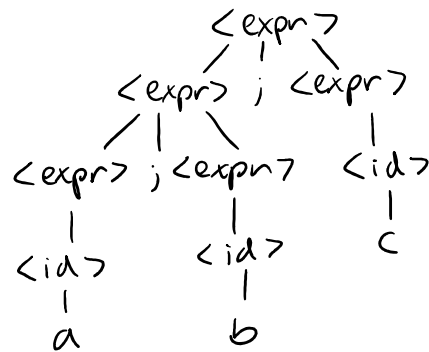 <expr>
<expr> ; <expr>
<expr> ; <expr> <id>
<id> <id> c
a b